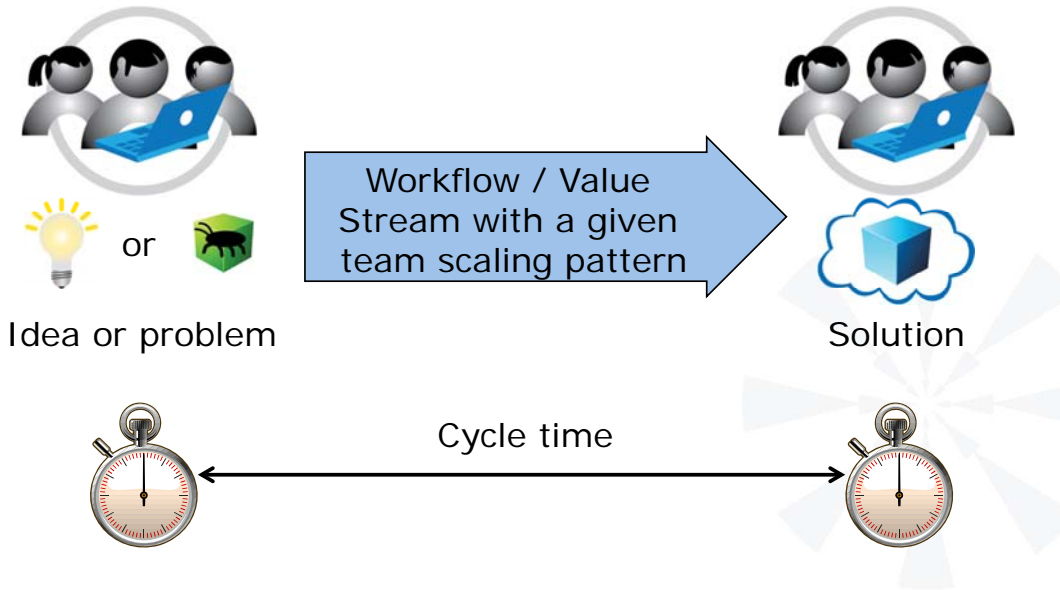 Workflow / Value
Stream with a given
team scaling pattern
or
Idea or problem
Solution
Cycle time